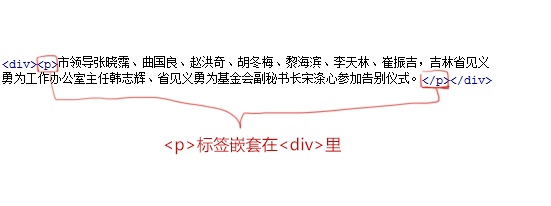 <div><p>市领导张晓霈、曲国良、赵洪奇、胡冬梅、黎海滨、李天林、崔振吉，吉林省见义
勇为工作办公室主任韩志辉、省见义勇为基金会副秘书长宋涤心参加告别仪式。</p></div>
<p>标签嵌套在<div>里